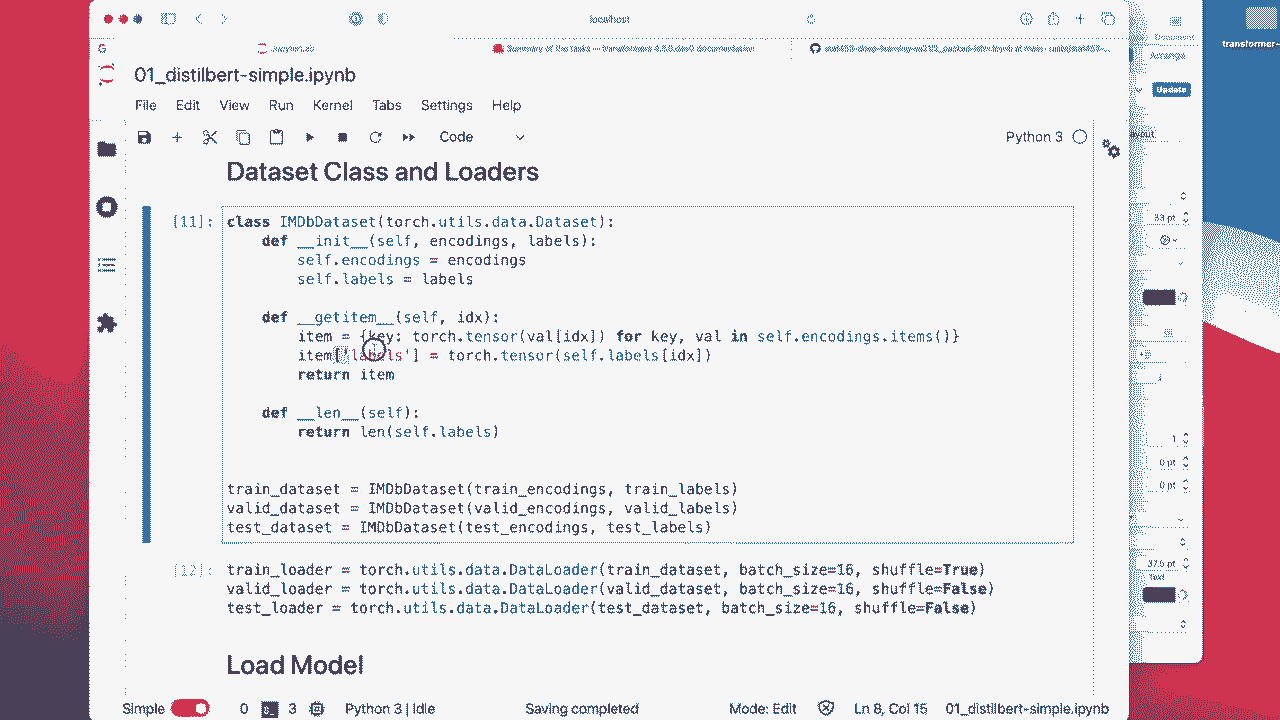 localhost
Summary of the tasks — transformers 4.5.0.dev0 documentation
01_distilbert-simple.ipynb
File Edit View Run Kernel Tabs Settings Help
Code
Python 3
Dataset Class and Loaders
[11]:
class IMDbDataset(torch.utils.data.Dataset):
    def __init__(self, encodings, labels):
        self.encodings = encodings
        self.labels = labels
    def __getitem__(self, idx):
        item = {key: torch.tensor(val[idx]) for key, val in self.encodings.items()}
        item['labels'] = torch.tensor(self.labels[idx])
        return item
    def __len__(self):
        return len(self.labels)
train_dataset = IMDbDataset(train_encodings, train_labels)
valid_dataset = IMDbDataset(valid_encodings, valid_labels)
test_dataset = IMDbDataset(test_encodings, test_labels)
[12]:
train_loader = torch.utils.data.DataLoader(train_dataset, batch_size=16, shuffle=True)
valid_loader = torch.utils.data.DataLoader(valid_dataset, batch_size=16, shuffle=False)
test_loader = torch.utils.data.DataLoader(test_dataset, batch_size=16, shuffle=False)
Load Model
Simple 0 3 Python 3 | Idle Saving completed Mode: Edit Ln 8, Col 15 01_distilbert-simple.ipynb
Document
Arrange
Update
33 pt
1
0 pt
0 pt
37.5 pt
Text
transformer-